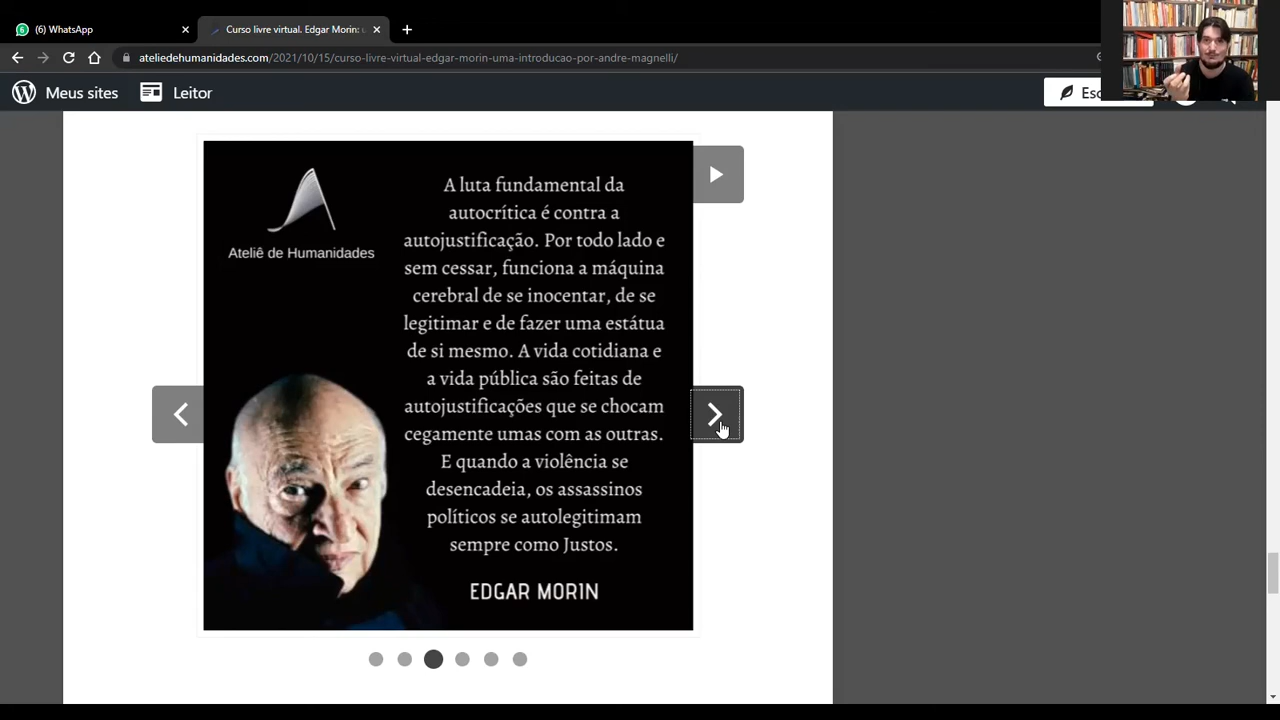 (6) WhatsApp
Curso livre virtual. Edgar Morin:
ateliedehumanidades.com/2021/10/15/curso-livre-virtual-edgar-morin-uma-introducao-por-andre-magnelli/
Meus sites
Leitor
A luta fundamental da
autocrítica é contra a
autojustificação. Por todo lado e
sem cessar, funciona a máquina
cerebral de se inocentar, de se
legitimar e de fazer uma estátua
de si mesmo. A vida cotidiana e
a vida pública são feitas de
autojustificações que se chocam
cegamente umas com as outras.
E quando a violência se
desencadeia, os assassinos
políticos se autolegitimam
sempre como Justos.
EDGAR MORIN
Ateliê de Humanidades